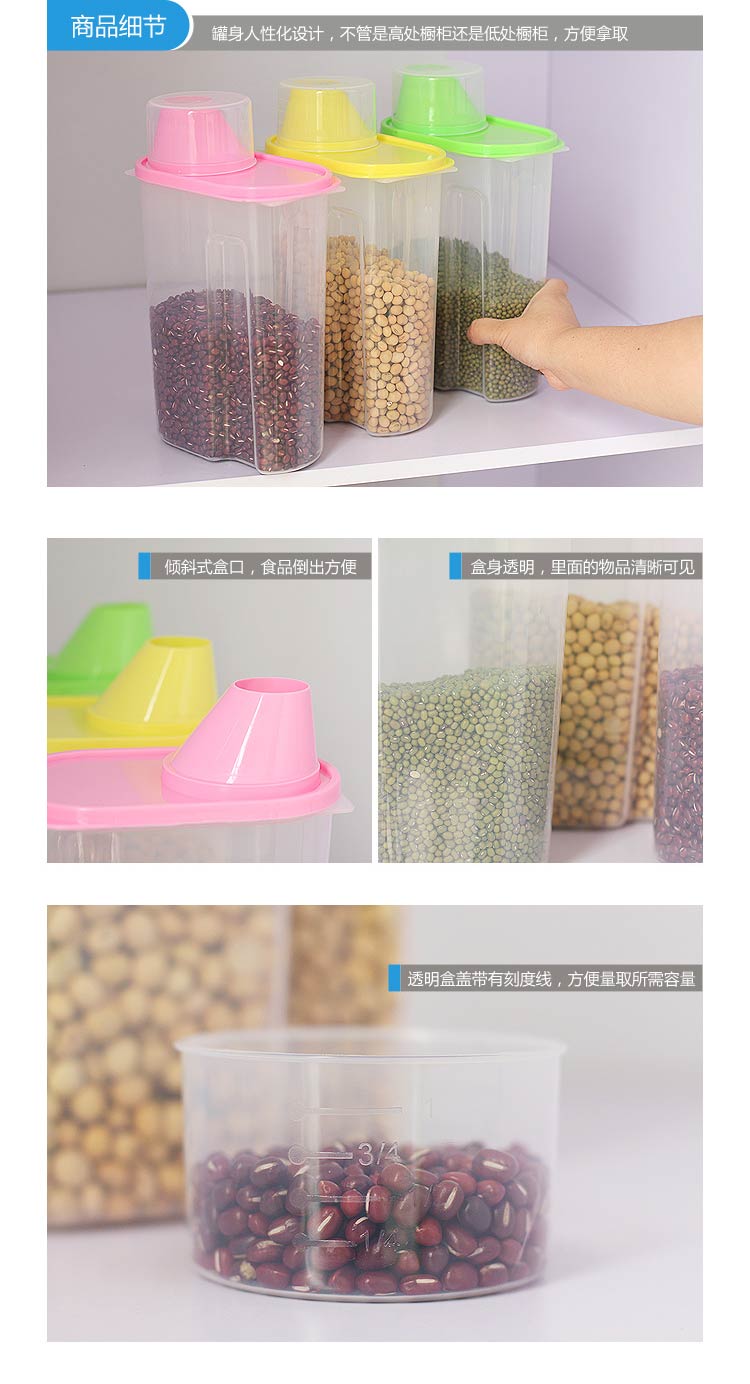 商品细节
罐身人性化设计，不管是高处橱柜还是低处橱柜，方便拿取
倾斜式盒口，食品倒出方便
盒身透明，里面的物品清晰可见
透明盒盖带有刻度线，方便量取所需容量
1
3/4
1/4